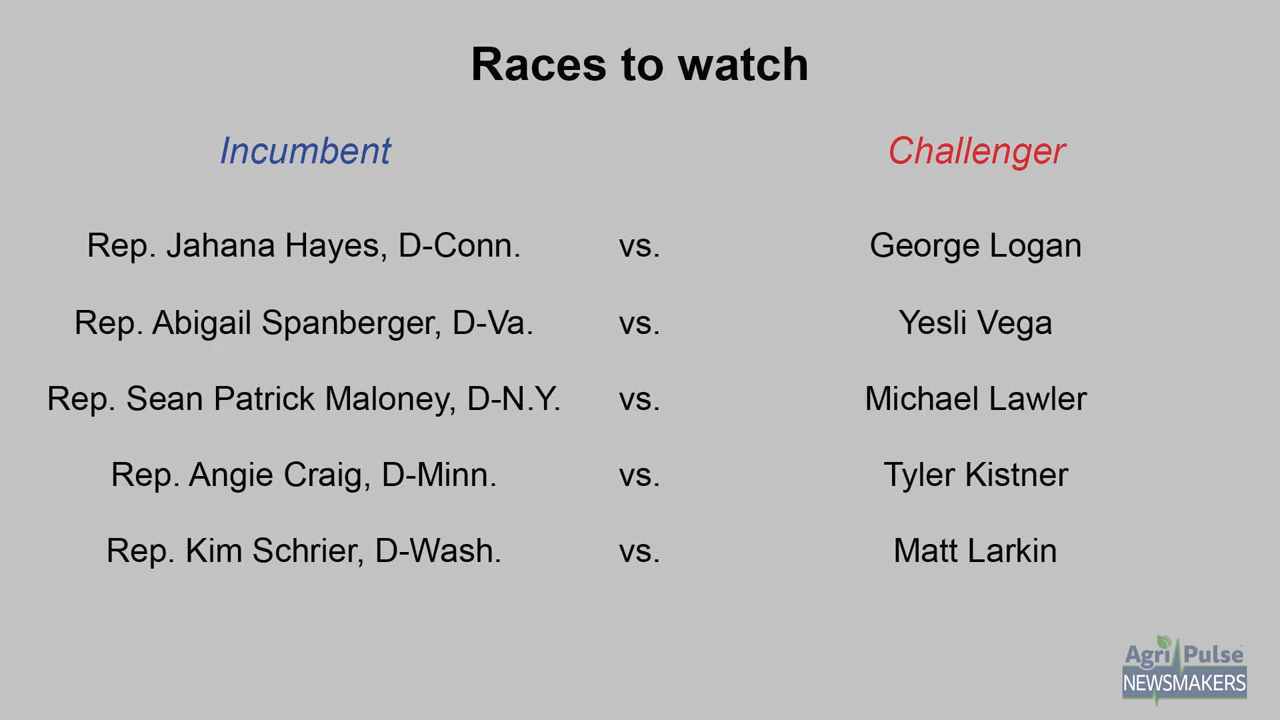 Races to watch
Incumbent Challenger
Rep. Jahana Hayes, D-Conn. vs. George Logan
Rep. Abigail Spanberger, D-Va. vs. Yesli Vega
Rep. Sean Patrick Maloney, D-N.Y. vs. Michael Lawler
Rep. Angie Craig, D-Minn. vs. Tyler Kistner
Rep. Kim Schrier, D-Wash. vs. Matt Larkin
Agri Pulse
NEWSMAKERS